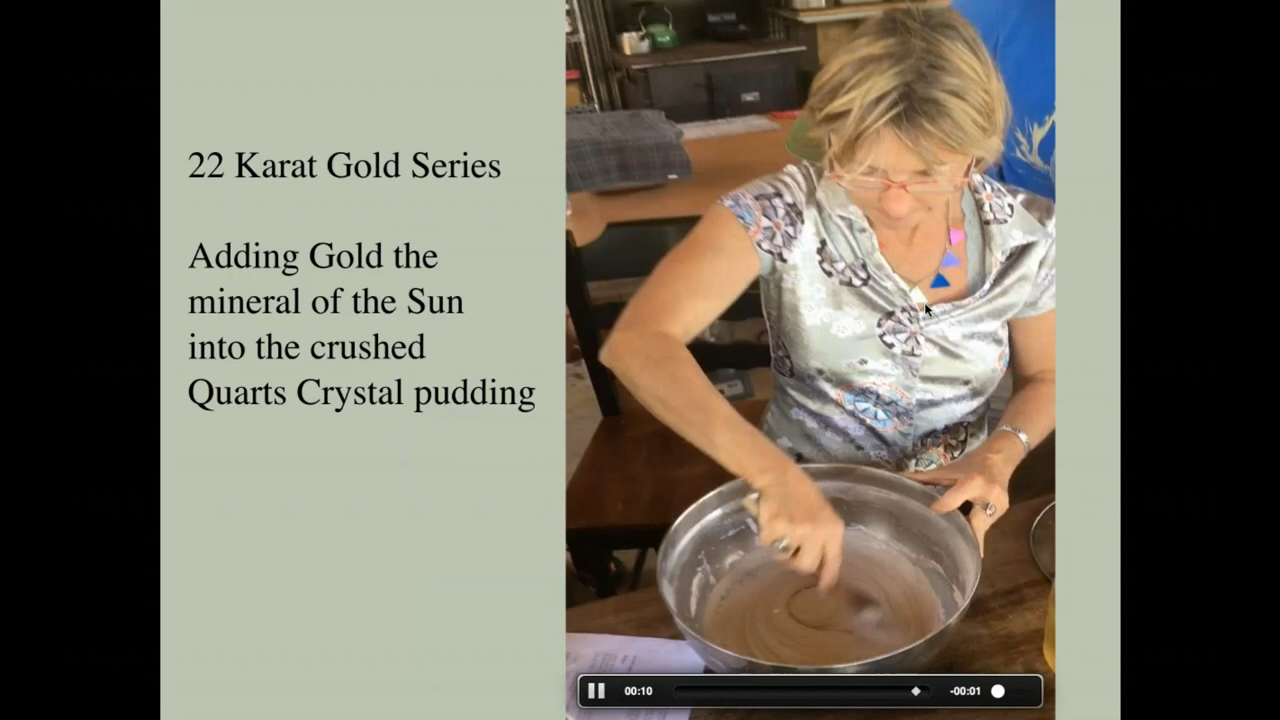 22 Karat Gold Series
Adding Gold the
mineral of the Sun
into the crushed
Quarts Crystal pudding
00:10
-00:01